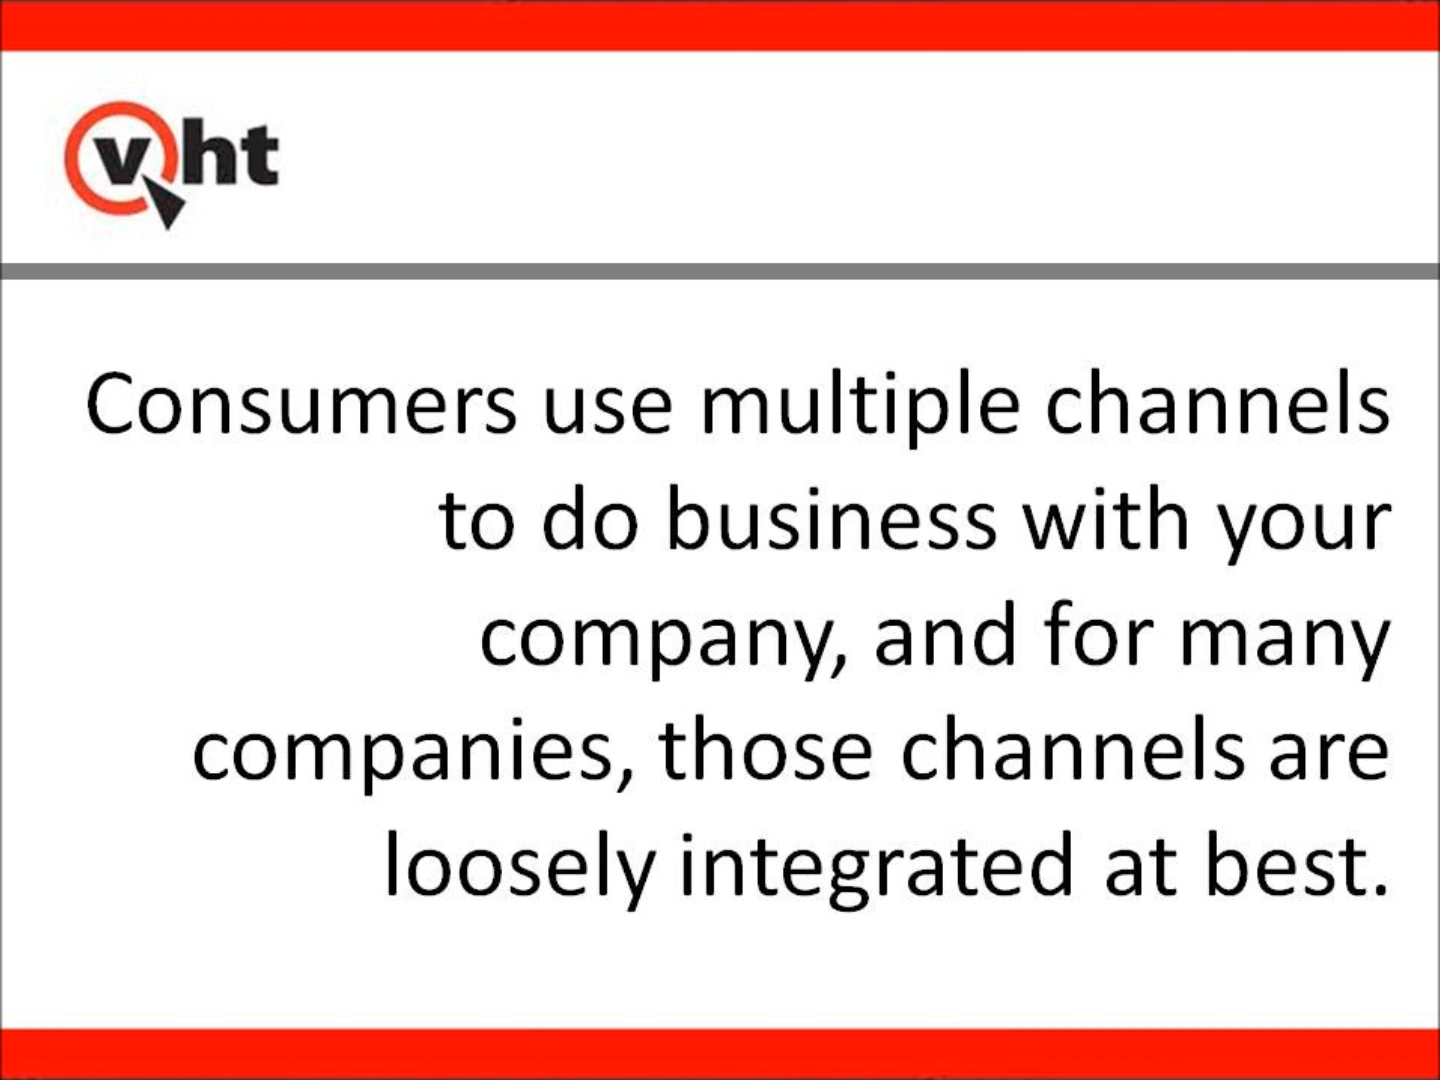 vht
Consumers use multiple channels
to do business with your
company, and for many
companies, those channels are
loosely integrated at best.